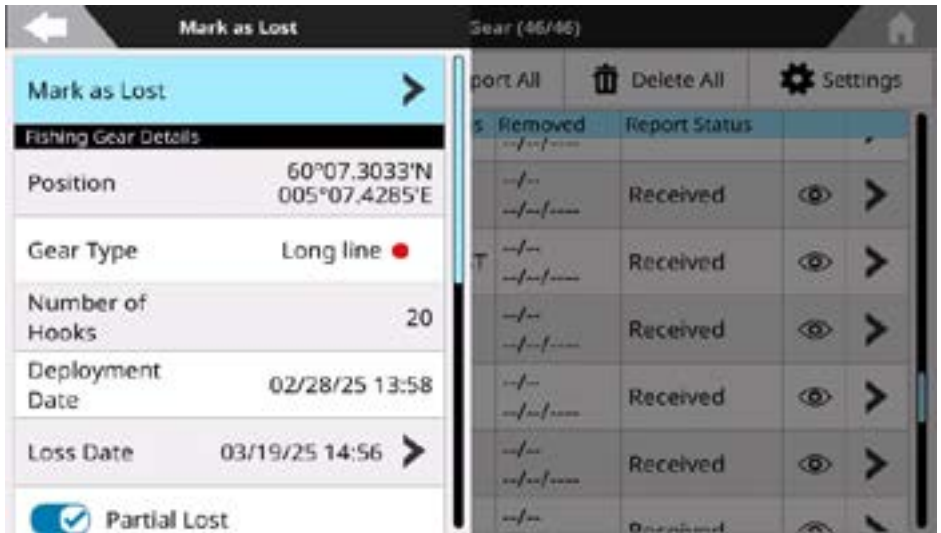 Mark as Lost
Gear (46/46)
Mark as Lost
port All
Delete All
Settings
Fishing Gear Details
Removed
Report Status
--/--/----
Position
60°07.3033'N
005°07.4285'E
--/--
--/--/----
Received
Gear Type
Long line
--/--
--/--/----
Received
Number of
Hooks
20
--/--
--/--/----
Received
Deployment
Date
02/28/25 13:58
--/--
--/--/----
Received
Loss Date
03/19/25 14:56
--/--
--/--/----
Received
Partial Lost
--/--
Received